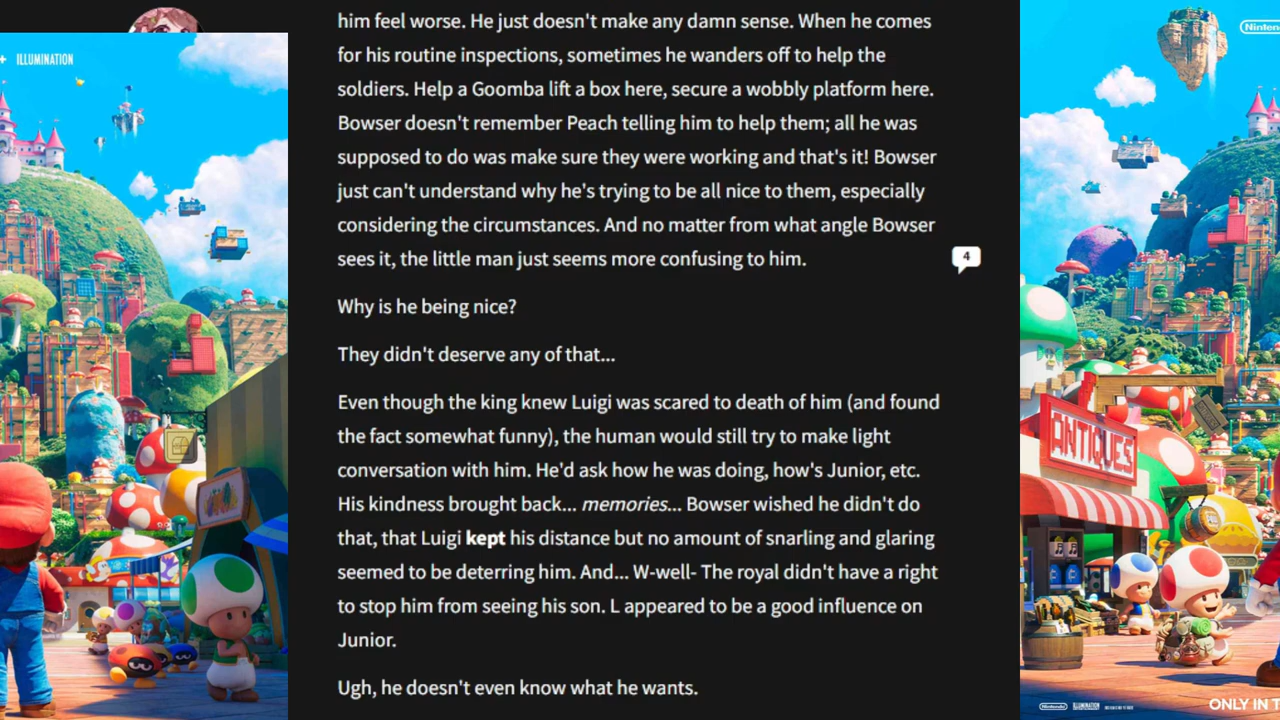 him feel worse. He just doesn't make any damn sense. When he comes
for his routine inspections, sometimes he wanders off to help the
soldiers. Help a Goomba lift a box here, secure a wobbly platform here.
Bowser doesn't remember Peach telling him to help them; all he was
supposed to do was make sure they were working and that's it! Bowser
just can't understand why he's trying to be all nice to them, especially
considering the circumstances. And no matter from what angle Bowser
sees it, the little man just seems more confusing to him.
4
Why is he being nice?
They didn't deserve any of that...
Even though the king knew Luigi was scared to death of him (and found
the fact somewhat funny), the human would still try to make light
conversation with him. He'd ask how he was doing, how's Junior, etc.
His kindness brought back... memories... Bowser wished he didn't do
that, that Luigi kept his distance but no amount of snarling and glaring
seemed to be deterring him. And... W-well- The royal didn't have a right
to stop him from seeing his son. L appeared to be a good influence on
Junior.
Ugh, he doesn't even know what he wants.
+ ILLUMINATION
ANTIQUES
Nintendo
ILLUMINATION
ONLY IN